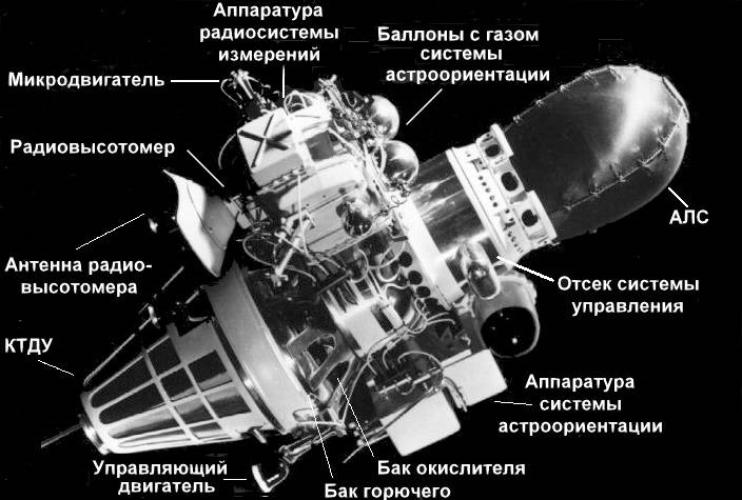 Аппаратура
радиосистемы
измерений
Баллоны с газом
системы
астроориентации
Микродвигатель
Радиовысотомер
АЛС
Антенна радио-
высотомера
Отсек системы
управления
КТДУ
Аппаратура
системы
астроориентации
Управляющий
двигатель
Бак окислителя
Бак горючего